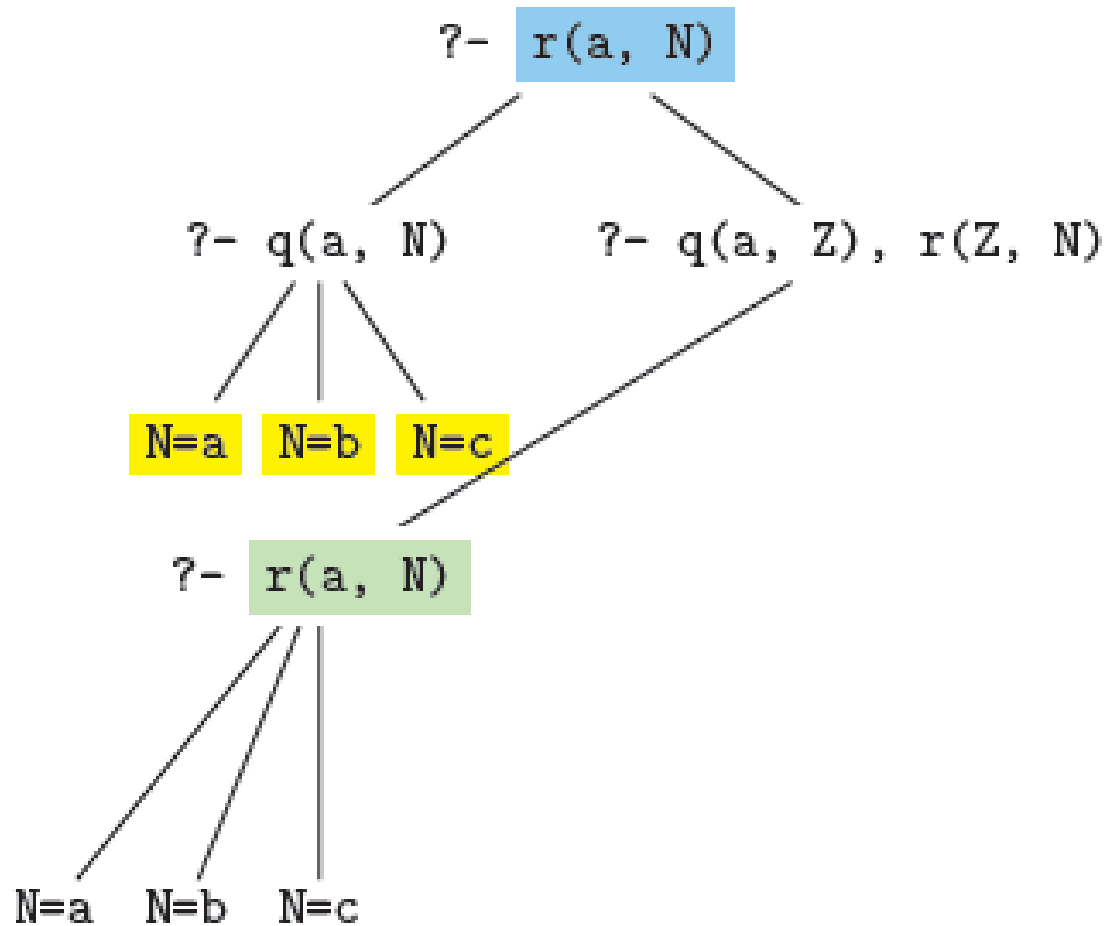 ?- r(a, N)
?- q(a, N) ?- q(a, Z), r(Z, N)
N=a N=b N=c
?- r(a, N)
N=a N=b N=c